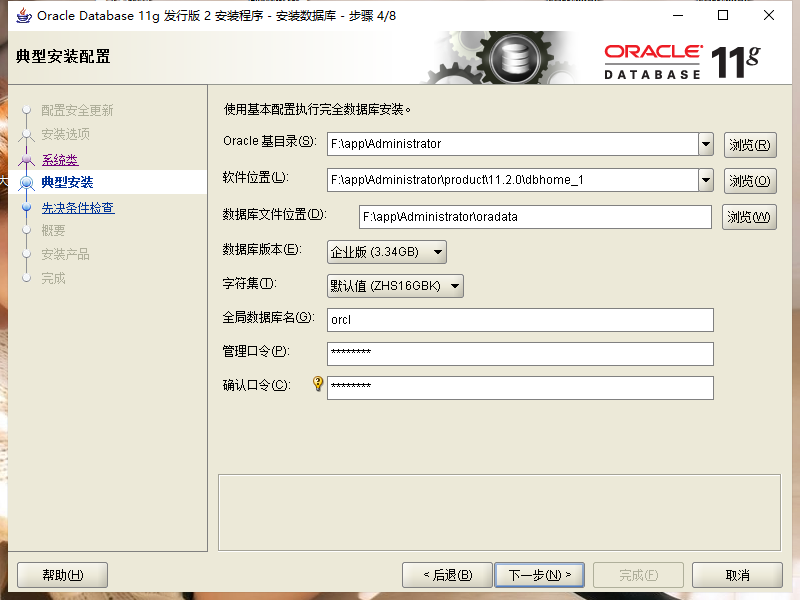 Oracle Database 11g 发行版 2 安装程序 - 安装数据库 - 步骤 4/8
典型安装配置
ORACLE
DATABASE 11g
配置安全更新
安装选项
系统类
典型安装
先决条件检查
概要
安装产品
完成
使用基本配置执行完全数据库安装。
Oracle 基目录(S): F:\app\Administrator 浏览(R)
软件位置(L): F:\app\Administrator\product\11.2.0\dbhome_1 浏览(O)
数据库文件位置(D): F:\app\Administrator\oradata 浏览(W)
数据库版本(E): 企业版 (3.34GB)
字符集(T): 默认值 (ZHS16GBK)
全局数据库名(G): orcl
管理口令(P): ********
确认口令(C): ********
帮助(H) < 后退(B) 下一步(N) > 完成(F) 取消
大